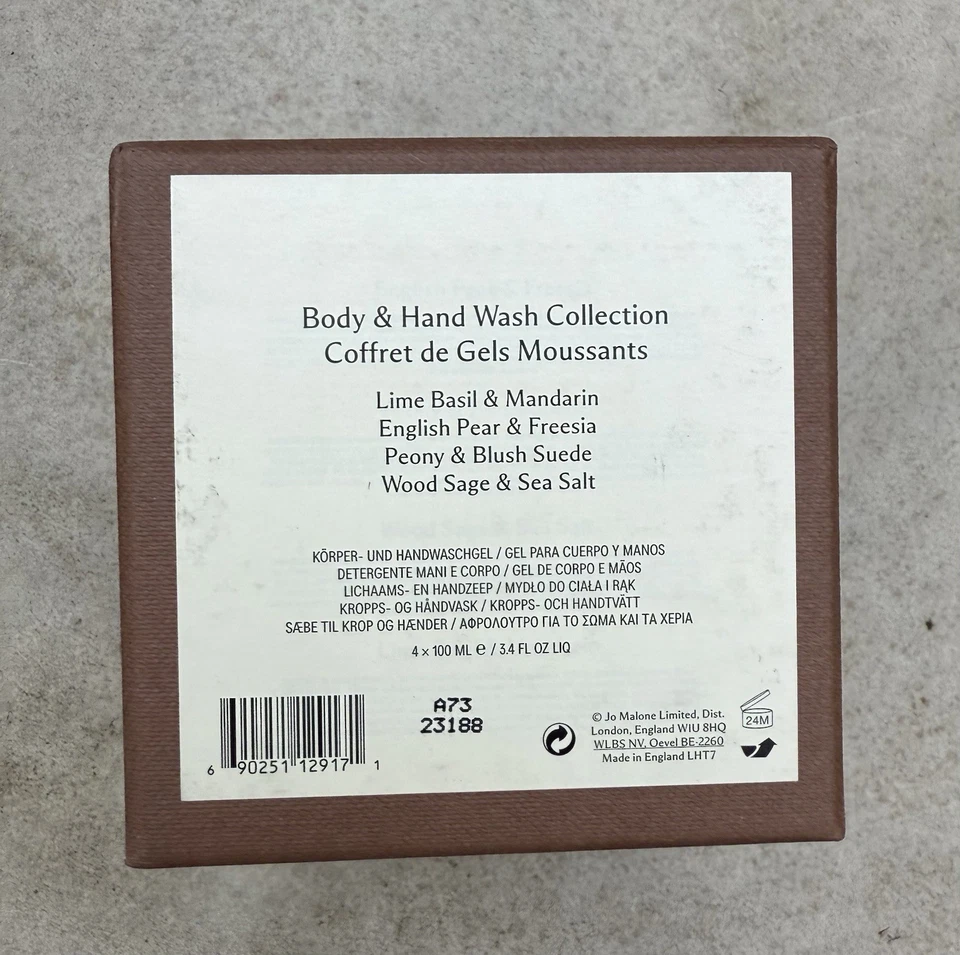 Body & Hand Wash Collection
Coffret de Gels Moussants
Lime Basil & Mandarin
English Pear & Freesia
Peony & Blush Suede
Wood Sage & Sea Salt
KÖRPER- UND HANDWASCHGEL / GEL PARA CUERPO Y MANOS
DETERGENTE MANI E CORPO / GEL DE CORPO E MÃOS
LICHAAMS- EN HANDZEEP / MYDŁO DO CIAŁA I RĄK
KROPPS- OG HÅNDVASK / KROPPS- OCH HANDTVÄTT
SÆBE TIL KROP OG HÆNDER / ΑΦΡΟΛΟΥΤΡΟ ΓΙΑ ΤΟ ΣΩΜΑ ΚΑΙ ΤΑ ΧΕΡΙΑ
4 x 100 ML ℮ / 3.4 FL OZ LIQ
6 90251 12917 1
A73
23188
© Jo Malone Limited, Dist.
London, England W1U 8HQ
WLBS NV, Oevel BE-2260
Made in England LHT7
24M